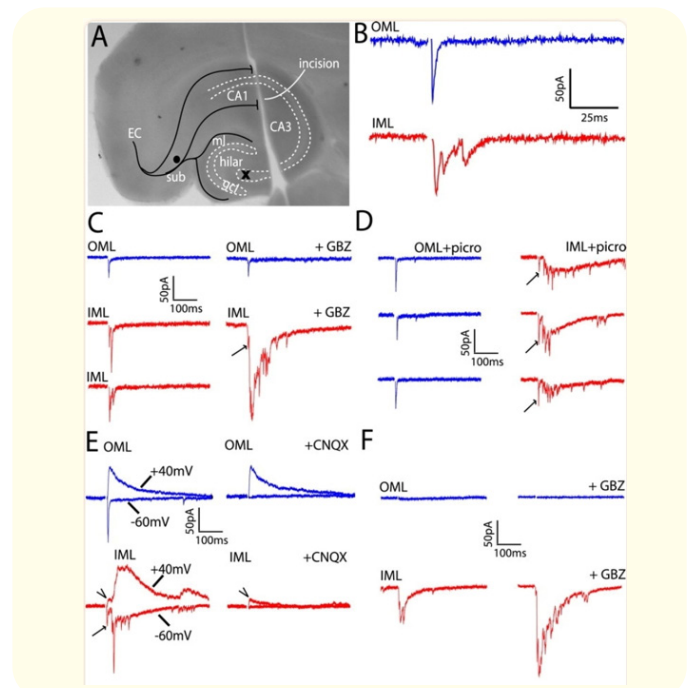 A
incision
CA1
CA3
EC
ml
hilar
sub
gcl
x
B
OML
IML
50pA
25ms
C
OML
OML + GBZ
50pA
100ms
IML
IML + GBZ
IML
D
OML+picro
IML+picro
50pA
100ms
E
OML
OML +CNQX
+40mV
-60mV
50pA
100ms
IML
+40mV
IML +CNQX
-60mV
F
OML
+ GBZ
50pA
100ms
IML
+ GBZ